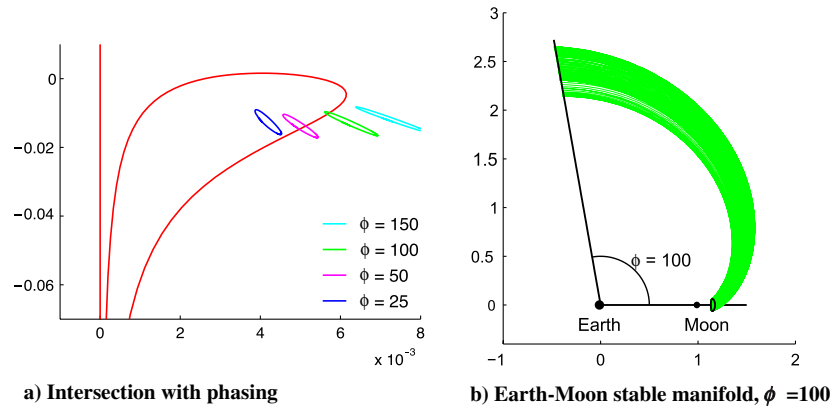 0
−0.02
−0.04
−0.06
0
2
4
6
8
x 10⁻³
ϕ = 150
ϕ = 100
ϕ = 50
ϕ = 25
a) Intersection with phasing
3
2.5
2
1.5
1
0.5
0
−1
0
1
2
ϕ = 100
Earth
Moon
b) Earth-Moon stable manifold, ϕ =100